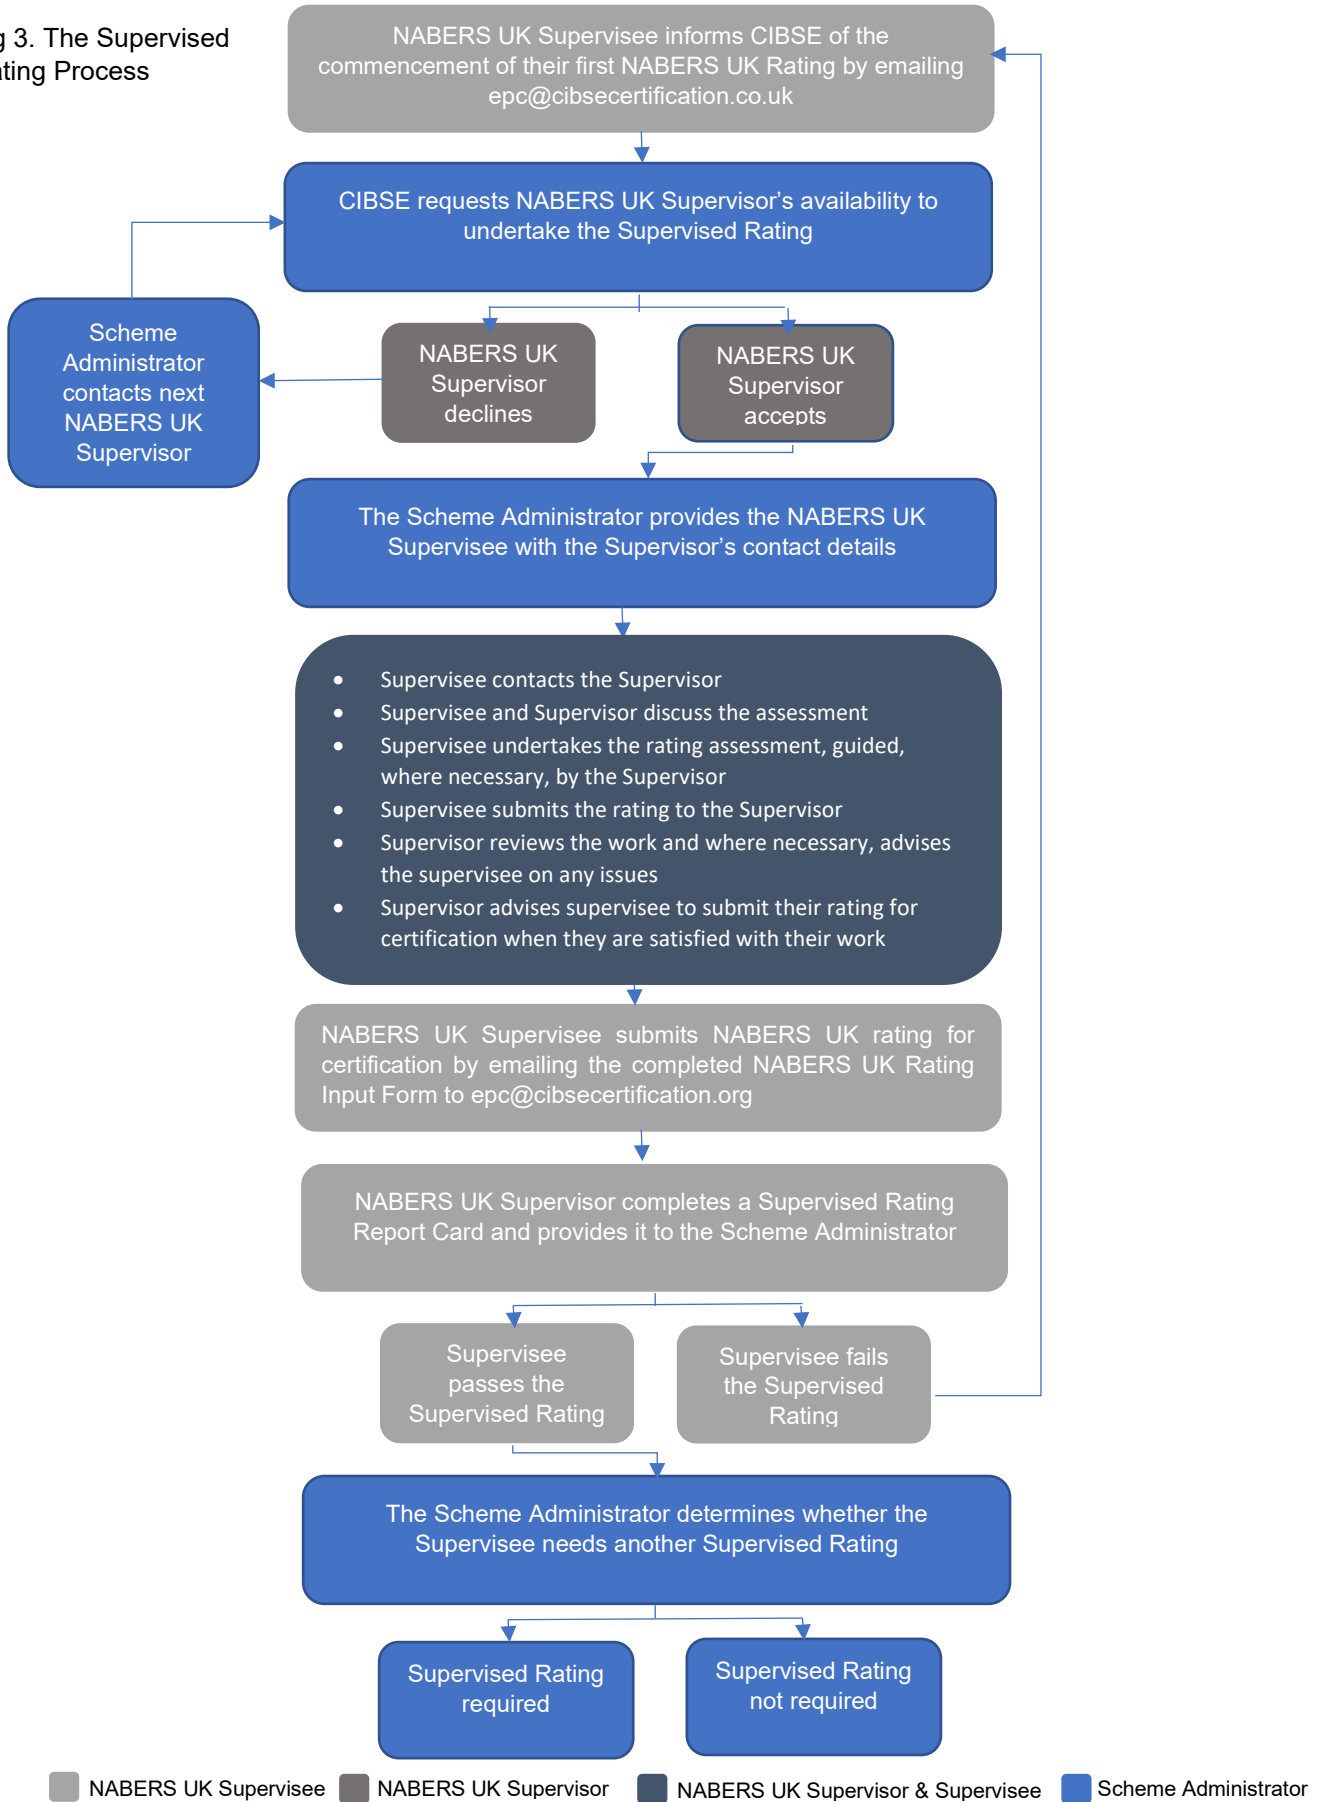 g 3. The Supervised
ating Process
NABERS UK Supervisee informs CIBSE of the
commencement of their first NABERS UK Rating by emailing
epc@cibsecertification.co.uk
CIBSE requests NABERS UK Supervisor's availability to
undertake the Supervised Rating
Scheme
Administrator
contacts next
NABERS UK
Supervisor
NABERS UK
Supervisor
declines
NABERS UK
Supervisor
accepts
The Scheme Administrator provides the NABERS UK
Supervisee with the Supervisor's contact details
• Supervisee contacts the Supervisor
• Supervisee and Supervisor discuss the assessment
• Supervisee undertakes the rating assessment, guided,
where necessary, by the Supervisor
• Supervisee submits the rating to the Supervisor
• Supervisor reviews the work and where necessary, advises
the supervisee on any issues
• Supervisor advises supervisee to submit their rating for
certification when they are satisfied with their work
NABERS UK Supervisee submits NABERS UK rating for
certification by emailing the completed NABERS UK Rating
Input Form to epc@cibsecertification.org
NABERS UK Supervisor completes a Supervised Rating
Report Card and provides it to the Scheme Administrator
Supervisee
passes the
Supervised Rating
Supervisee fails
the Supervised
Rating
The Scheme Administrator determines whether the
Supervisee needs another Supervised Rating
Supervised Rating
required
Supervised Rating
not required
NABERS UK Supervisee
NABERS UK Supervisor
NABERS UK Supervisor & Supervisee
Scheme Administrator